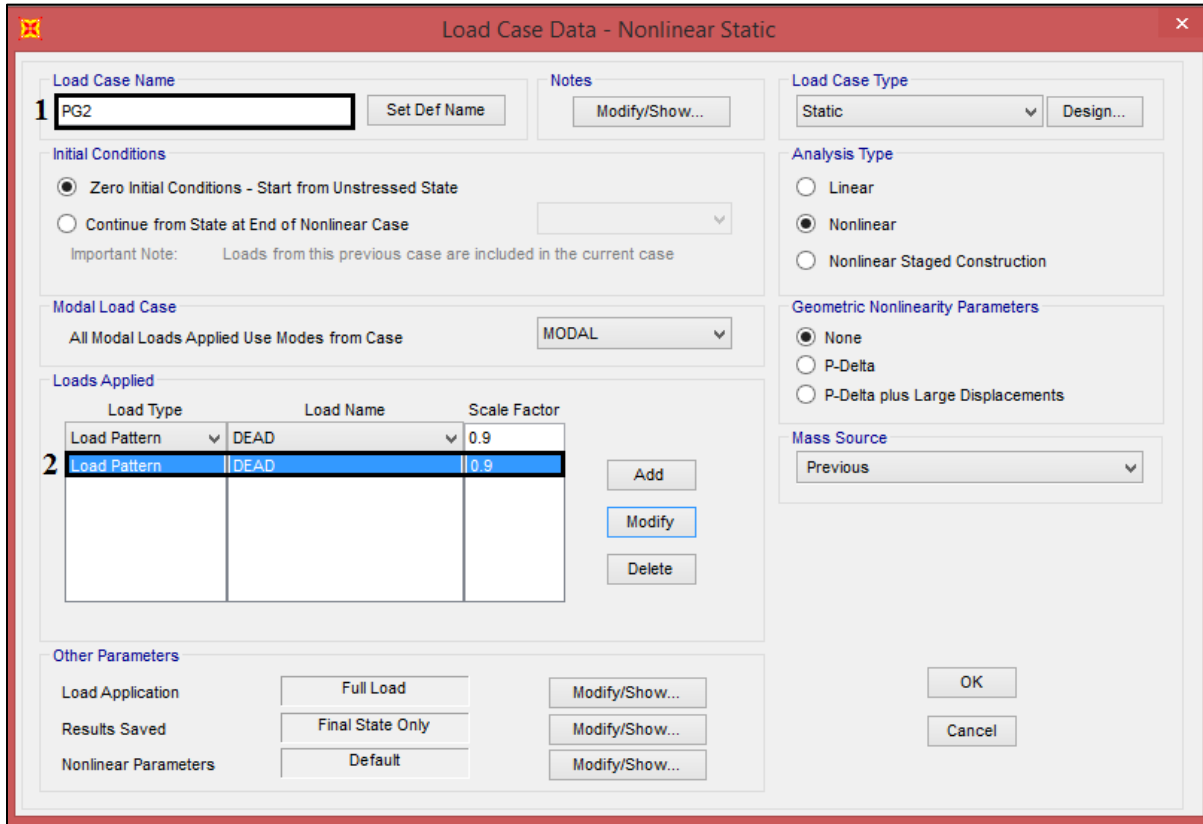 Load Case Data - Nonlinear Static
Load Case Name
1 PG2
Set Def Name
Notes
Modify/Show...
Load Case Type
Static
Design...
Initial Conditions
Zero Initial Conditions - Start from Unstressed State
Continue from State at End of Nonlinear Case
Important Note: Loads from this previous case are included in the current case
Analysis Type
Linear
Nonlinear
Nonlinear Staged Construction
Modal Load Case
All Modal Loads Applied Use Modes from Case
MODAL
Geometric Nonlinearity Parameters
None
P-Delta
P-Delta plus Large Displacements
Loads Applied
Load Type Load Name Scale Factor
Load Pattern DEAD 0.9
2 Load Pattern DEAD 0.9
Add
Modify
Delete
Mass Source
Previous
Other Parameters
Load Application Full Load Modify/Show...
Results Saved Final State Only Modify/Show...
Nonlinear Parameters Default Modify/Show...
OK
Cancel